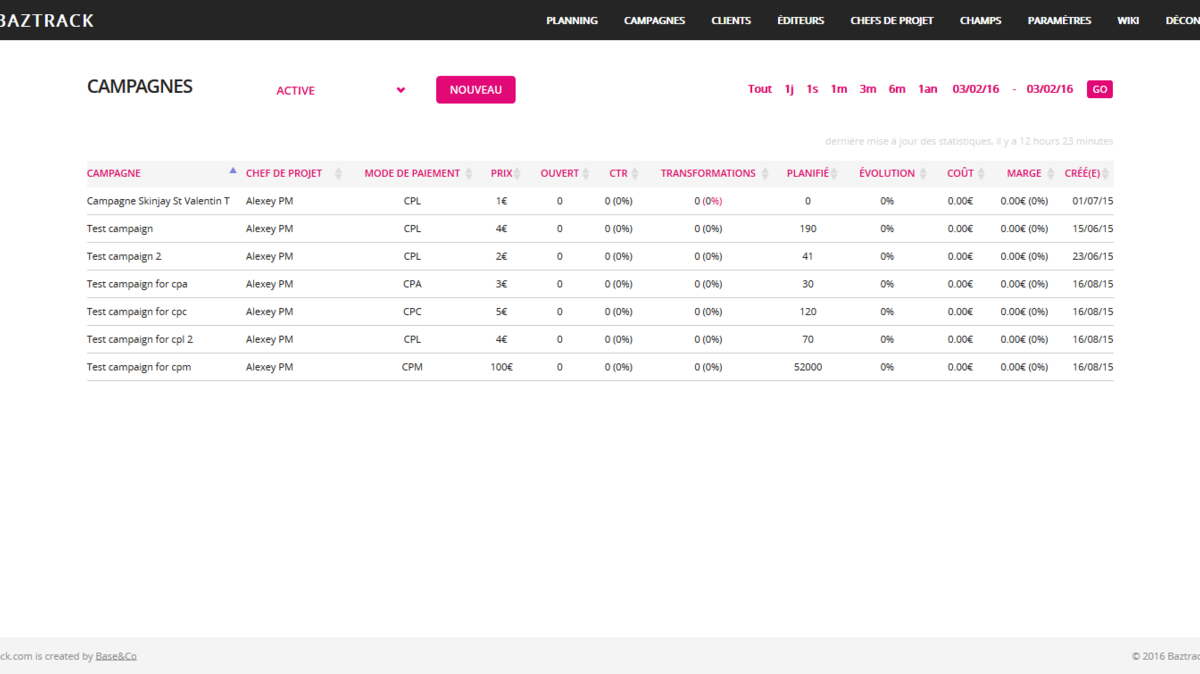 BAZTRACK PLANNING CAMPAGNES CLIENTS ÉDITEURS CHEFS DE PROJET CHAMPS PARAMÈTRES WIKI DÉCON
CAMPAGNES ACTIVE NOUVEAU Tout 1j 1s 1m 3m 6m 1an 03/02/16 - 03/02/16 GO
dernière mise à jour des statistiques, il y a 12 hours 23 minutes
CAMPAGNE CHEF DE PROJET MODE DE PAIEMENT PRIX OUVERT CTR TRANSFORMATIONS PLANIFIÉ ÉVOLUTION COÛT MARGE CRÉÉ(E)
Campagne Skinjay St Valentin T Alexey PM CPL 1€ 0 0 (0%) 0 (0%) 0 0% 0.00€ 0.00€ (0%) 01/07/15
Test campaign Alexey PM CPL 4€ 0 0 (0%) 0 (0%) 190 0% 0.00€ 0.00€ (0%) 15/06/15
Test campaign 2 Alexey PM CPL 2€ 0 0 (0%) 0 (0%) 41 0% 0.00€ 0.00€ (0%) 23/06/15
Test campaign for cpa Alexey PM CPA 3€ 0 0 (0%) 0 (0%) 30 0% 0.00€ 0.00€ (0%) 16/08/15
Test campaign for cpc Alexey PM CPC 5€ 0 0 (0%) 0 (0%) 120 0% 0.00€ 0.00€ (0%) 16/08/15
Test campaign for cpl 2 Alexey PM CPL 4€ 0 0 (0%) 0 (0%) 70 0% 0.00€ 0.00€ (0%) 16/08/15
Test campaign for cpm Alexey PM CPM 100€ 0 0 (0%) 0 (0%) 52000 0% 0.00€ 0.00€ (0%) 16/08/15
ck.com is created by Base&Co © 2016 Baztrac